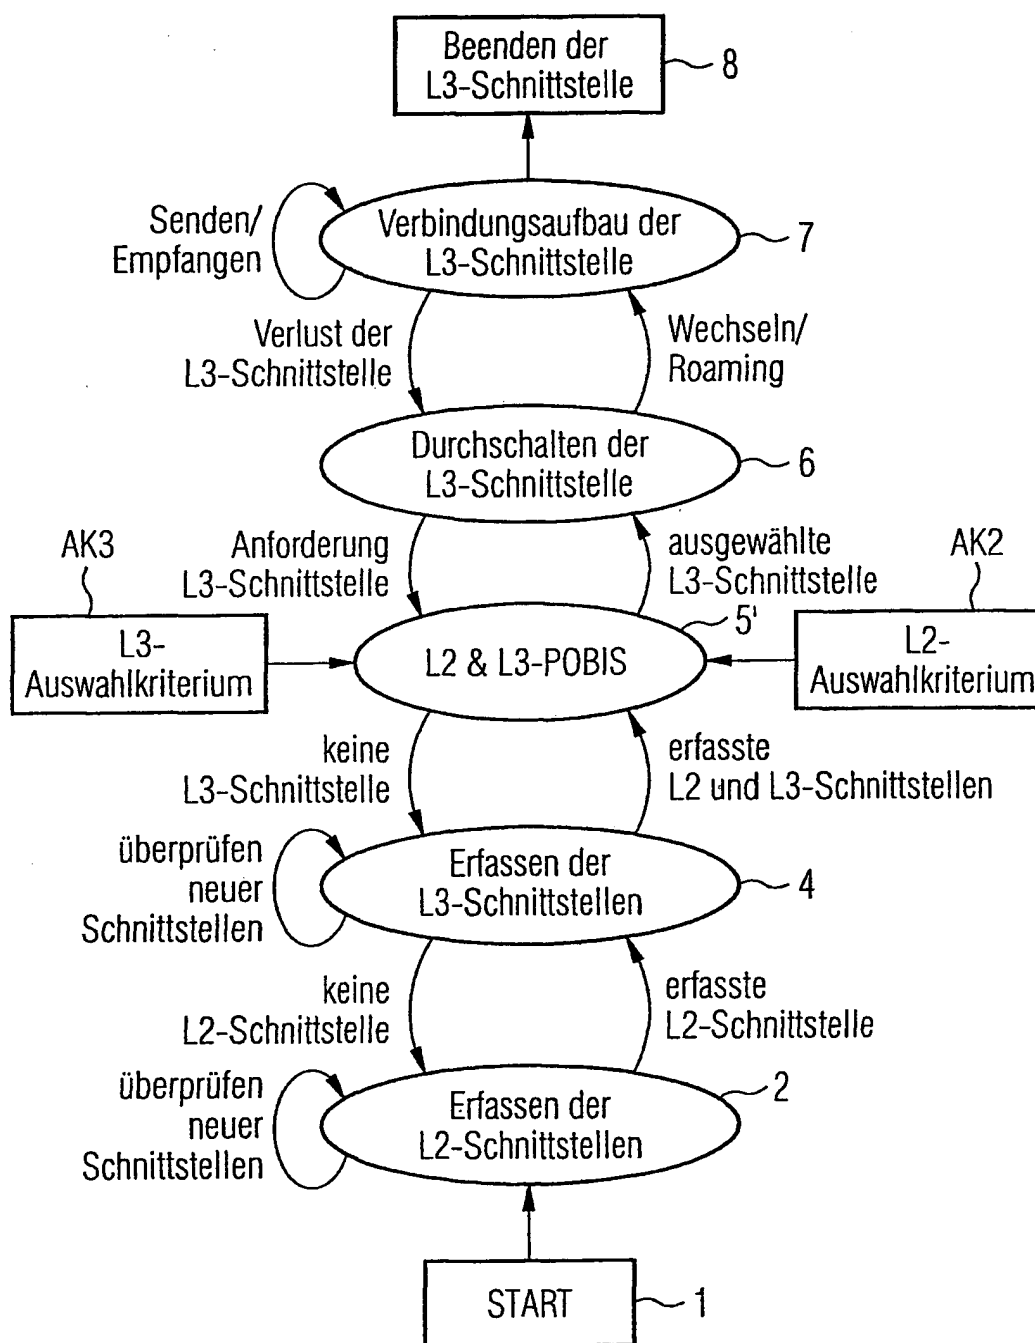 Beenden der
L3-Schnittstelle
8
Senden/
Empfangen
Verbindungsaufbau der
L3-Schnittstelle
7
Verlust der
L3-Schnittstelle
Wechseln/
Roaming
Durchschalten der
L3-Schnittstelle
6
AK3
Anforderung
L3-Schnittstelle
ausgewählte
L3-Schnittstelle
AK2
L3-
Auswahlkriterium
L2 & L3-POBIS
5'
L2-
Auswahlkriterium
keine
L3-Schnittstelle
erfasste
L2 und L3-Schnittstellen
überprüfen
neuer
Schnittstellen
Erfassen der
L3-Schnittstellen
4
keine
L2-Schnittstelle
erfasste
L2-Schnittstelle
überprüfen
neuer
Schnittstellen
Erfassen der
L2-Schnittstellen
2
START
1